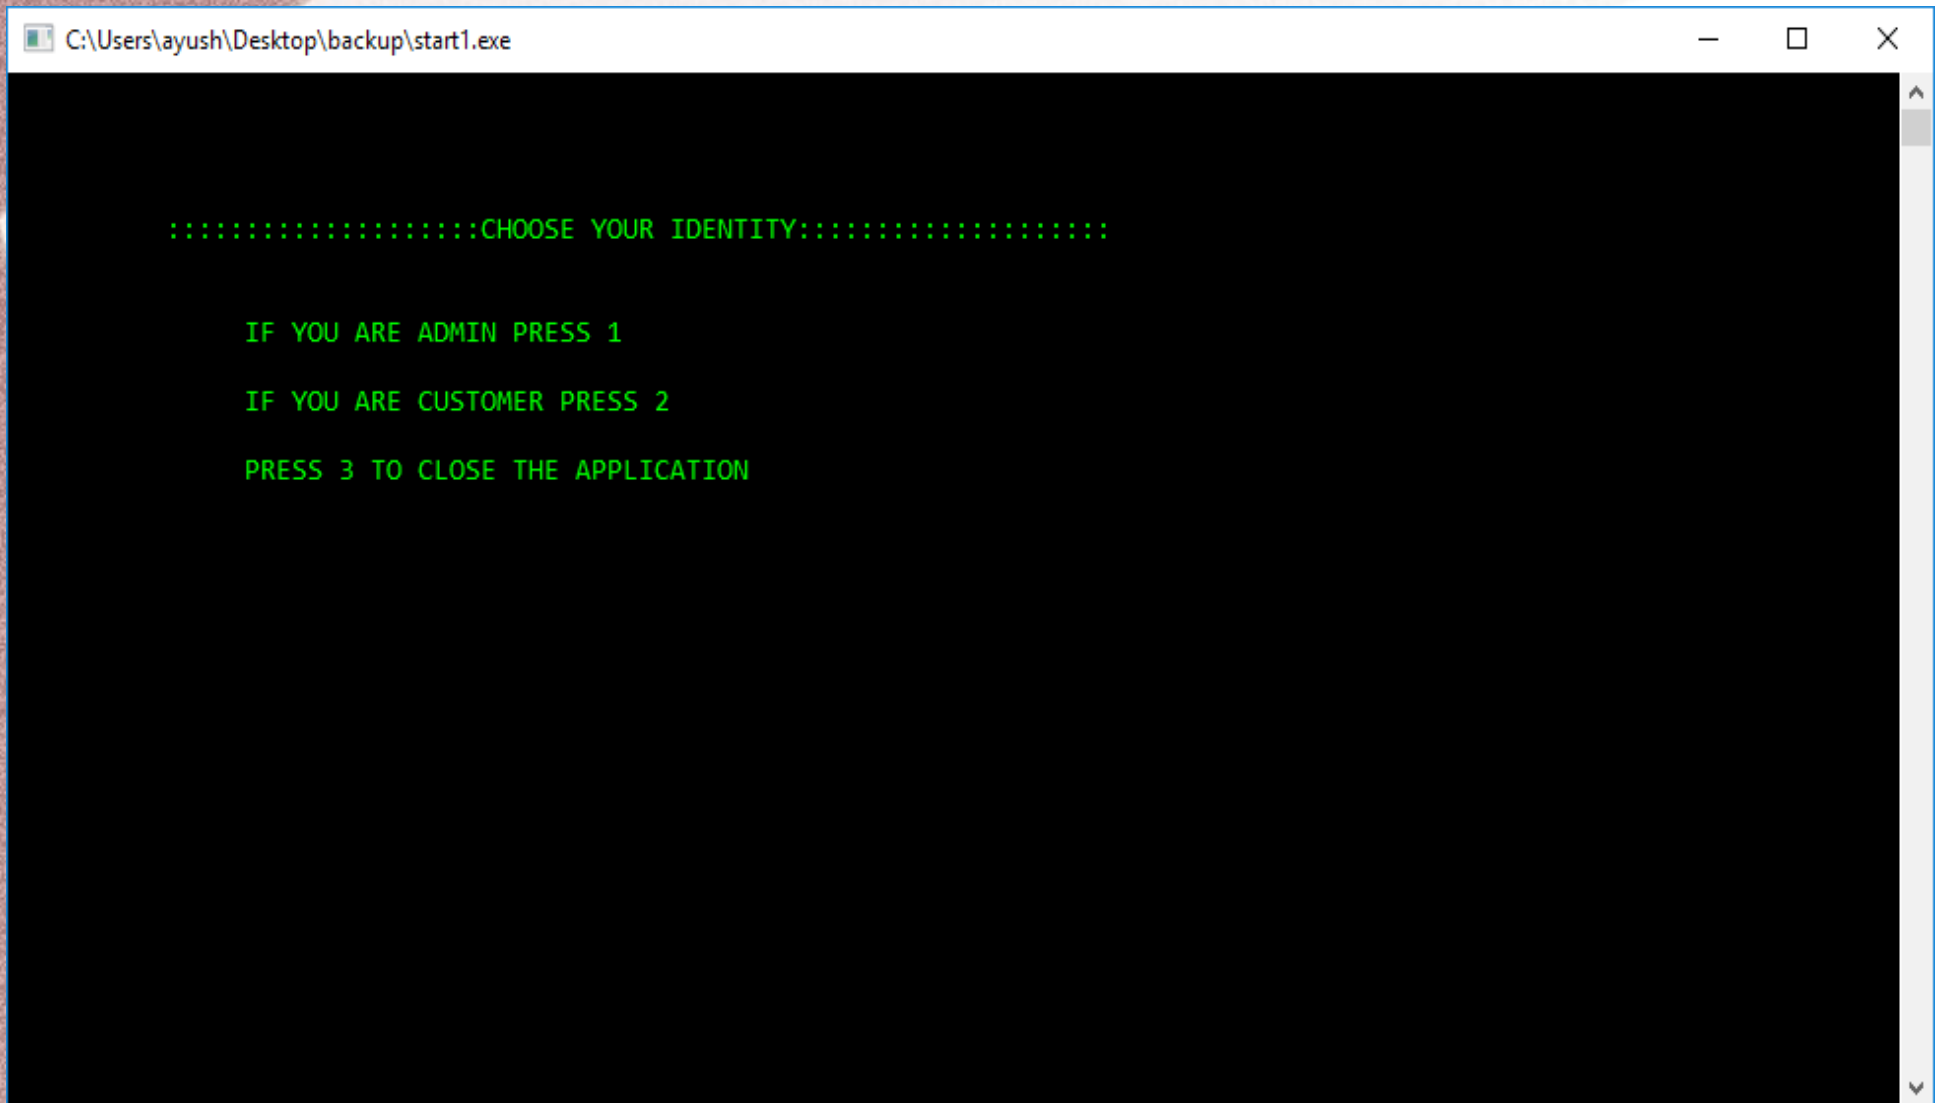 C:\Users\ayush\Desktop\backup\start1.exe
::::::::::::::::::::CHOOSE YOUR IDENTITY::::::::::::::::::::
IF YOU ARE ADMIN PRESS 1
IF YOU ARE CUSTOMER PRESS 2
PRESS 3 TO CLOSE THE APPLICATION